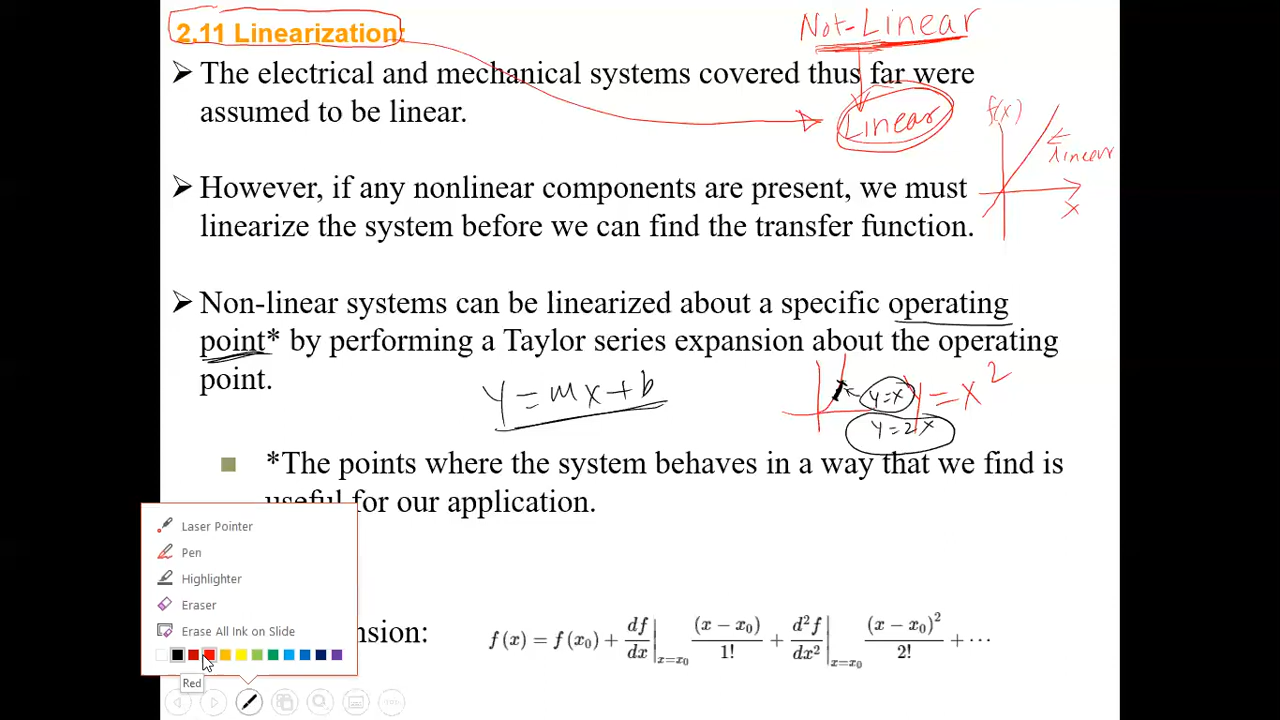 2.11 Linearization:
Not-Linear
➤ The electrical and mechanical systems covered thus far were
assumed to be linear.
Linear
f(x)
linear
x
➤ However, if any nonlinear components are present, we must
linearize the system before we can find the transfer function.
➤ Non-linear systems can be linearized about a specific operating
point* by performing a Taylor series expansion about the operating
point.
y = mx + b
y = x
y = x²
y = 2x
*The points where the system behaves in a way that we find is
useful for our application.
Laser Pointer
Pen
Highlighter
Eraser
Erase All Ink on Slide
Red
nsion:
f(x) = f(x₀) + df/dx|ₓ₌ₓ₀ (x − x₀)/1! + d²f/dx²|ₓ₌ₓ₀ (x − x₀)²/2! + ···